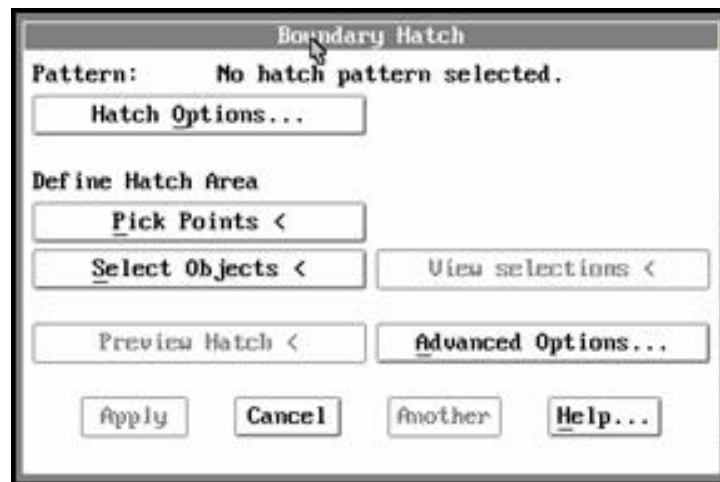 Boundary Hatch
Pattern: No hatch pattern selected.
Hatch Options...
Define Hatch Area
Pick Points <
Select Objects < View selections <
Preview Hatch < Advanced Options...
Apply Cancel Another Help...